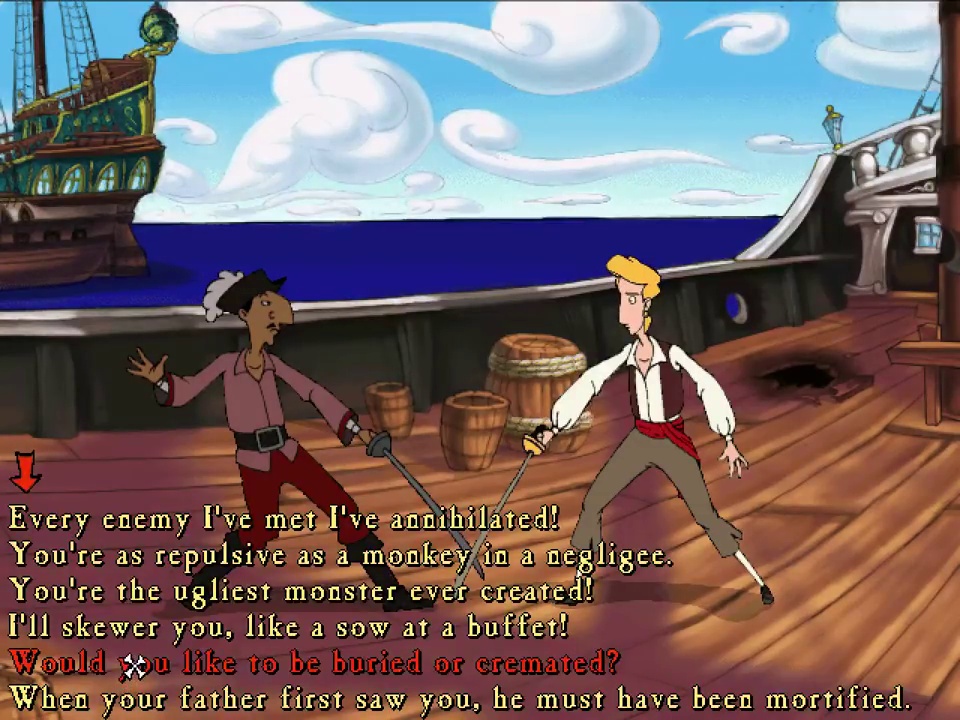 Every enemy I've met I've annihilated!
You're as repulsive as a monkey in a negligee.
You're the ugliest monster ever created!
I'll skewer you, like a sow at a buffet!
Would you like to be buried or cremated?
When your father first saw you, he must have been mortified.